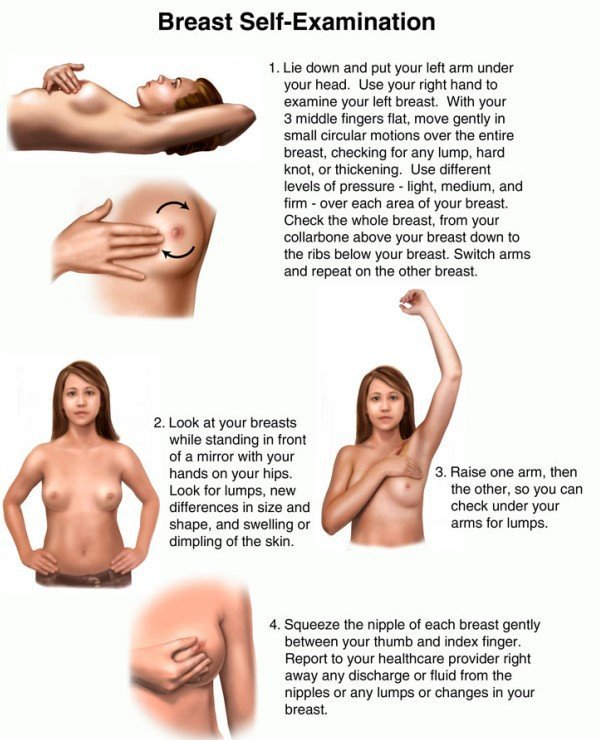 Breast Self-Examination
1. Lie down and put your left arm under
your head.  Use your right hand to
examine your left breast.  With your
3 middle fingers flat, move gently in
small circular motions over the entire
breast, checking for any lump, hard
knot, or thickening.  Use different
levels of pressure - light, medium, and
firm - over each area of your breast.
Check the whole breast, from your
collarbone above your breast down to
the ribs below your breast. Switch arms
and repeat on the other breast.
2. Look at your breasts
while standing in front
of a mirror with your
hands on your hips.
Look for lumps, new
differences in size and
shape, and swelling or
dimpling of the skin.
3. Raise one arm, then
the other, so you can
check under your
arms for lumps.
4. Squeeze the nipple of each breast gently
between your thumb and index finger.
Report to your healthcare provider right
away any discharge or fluid from the
nipples or any lumps or changes in your
breast.